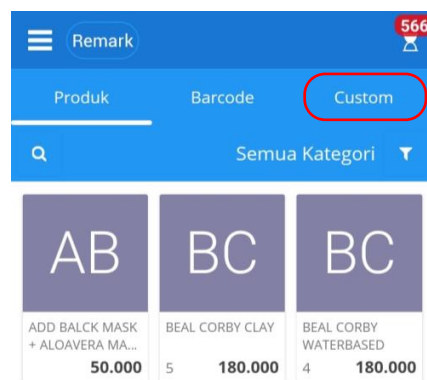 Remark
566
Produk
Barcode
Custom
Semua Kategori
AB
BC
BC
ADD BALCK MASK
+ ALOAVERA MA...
50.000
BEAL CORBY CLAY
5
180.000
BEAL CORBY
WATERBASED
4
180.000